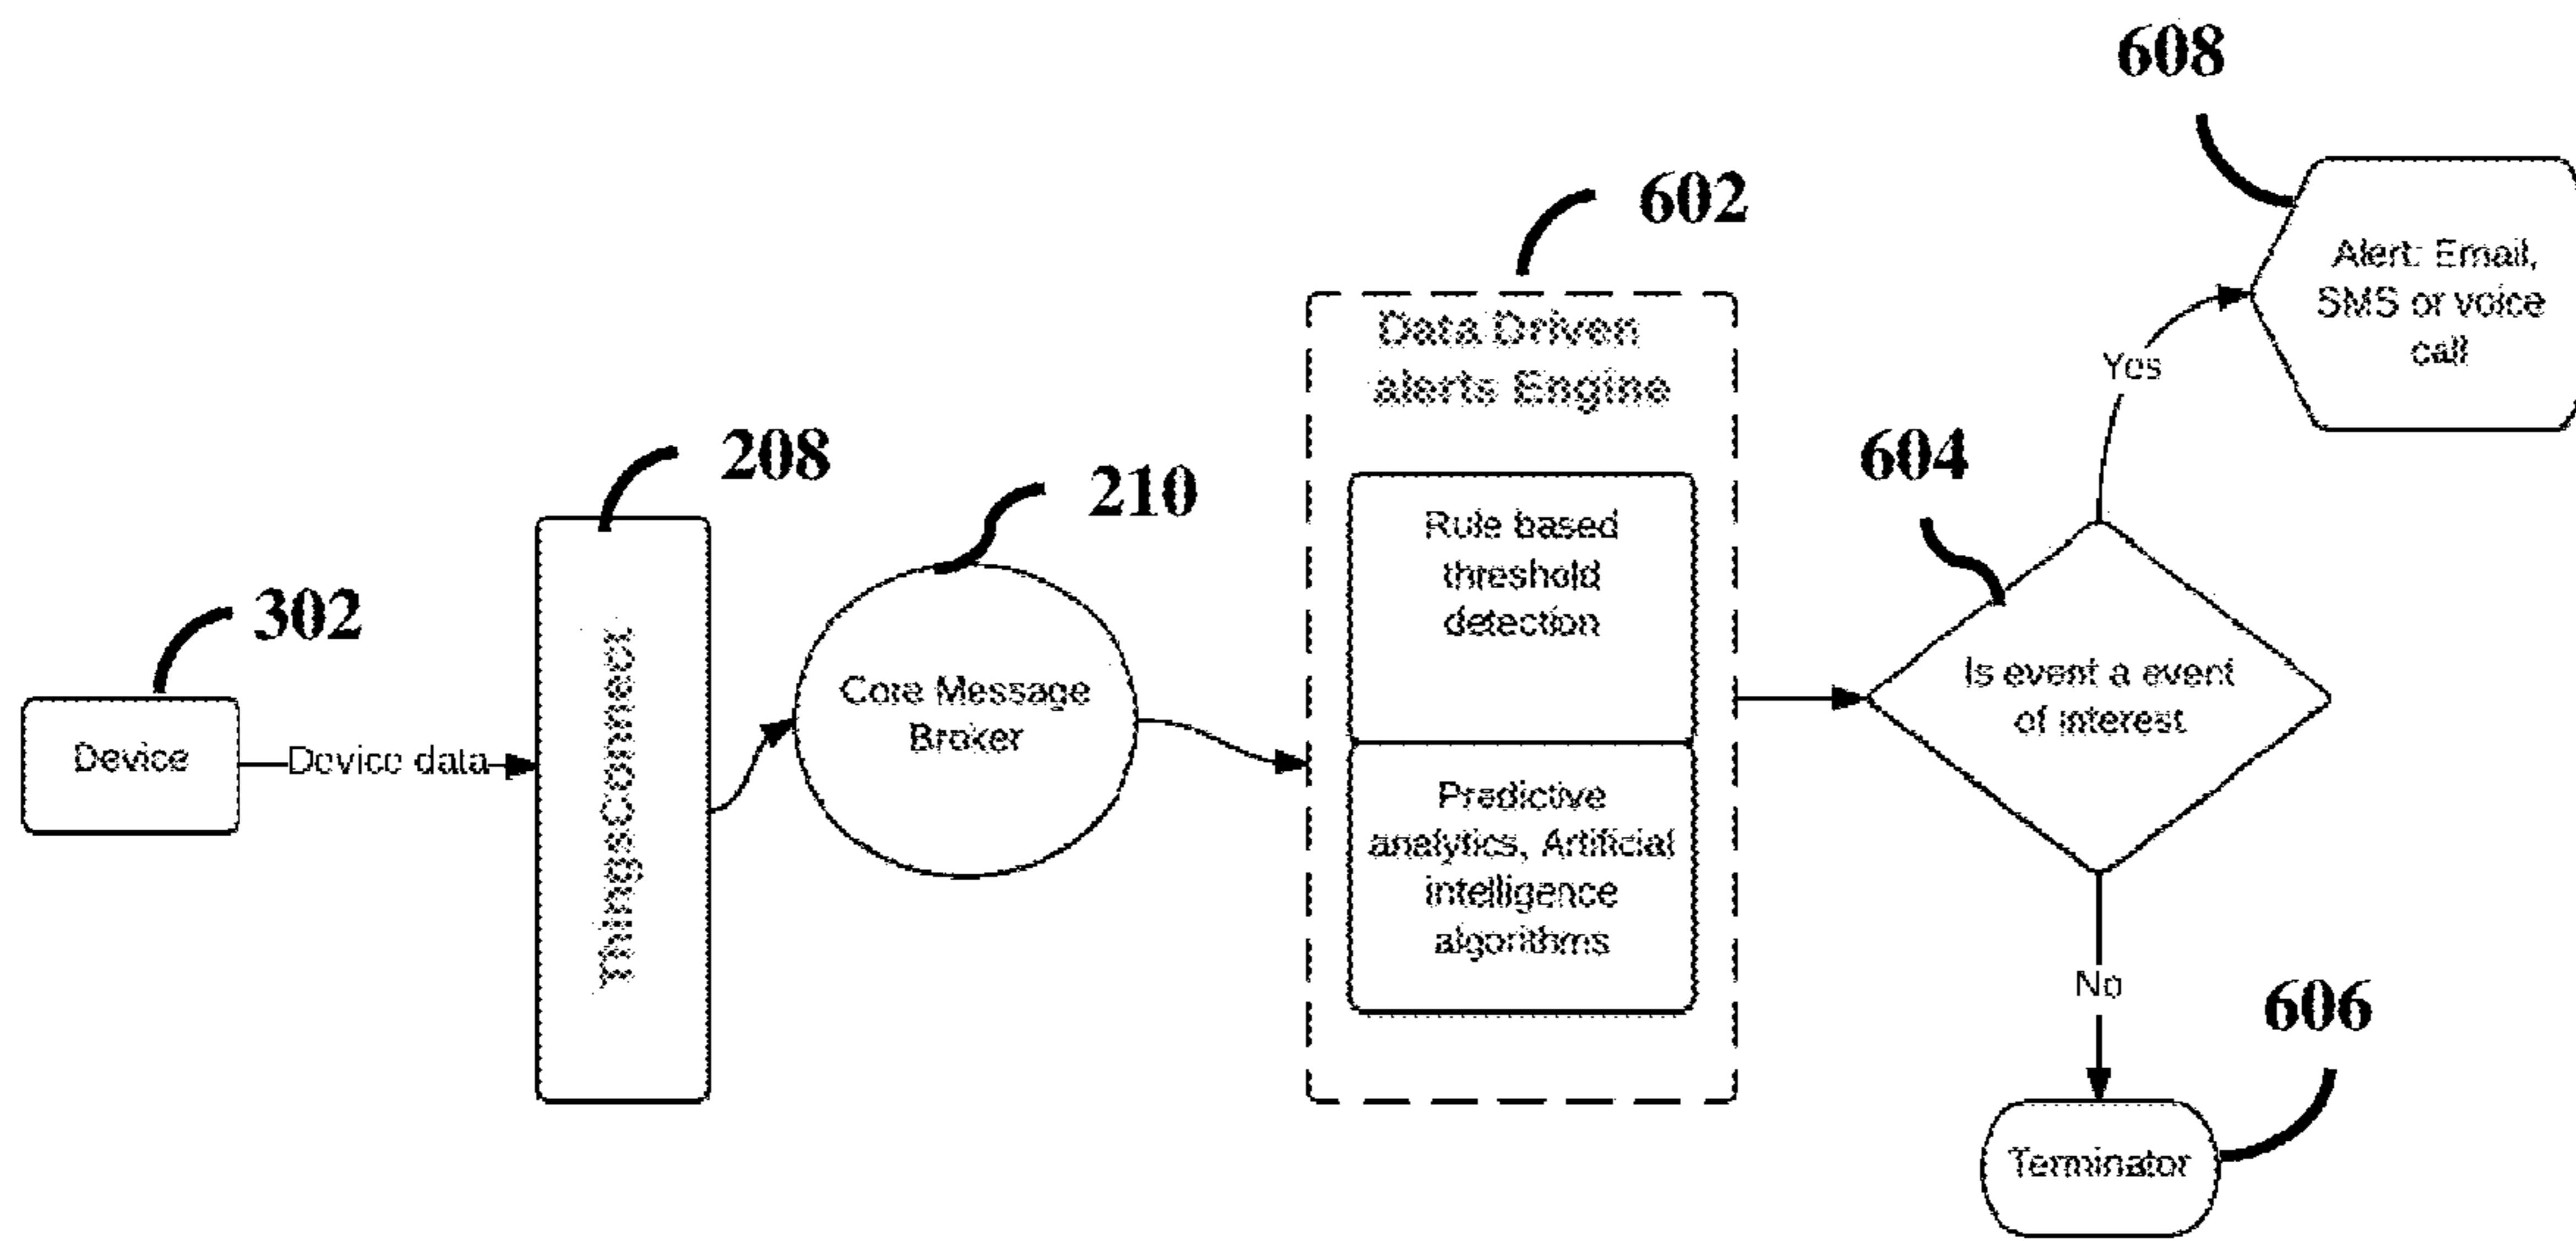 608
602
Alert: Email,
SMS or voice
call
Data Driven
alerts Engine
Yes
208
210
604
Rule based
threshold
detection
302
Thingsconnect
Core Message
Broker
Is event a event
of interest
Device
Device data
Predictive
analytics, Artificial
intelligence
algorithms
No
606
Terminator